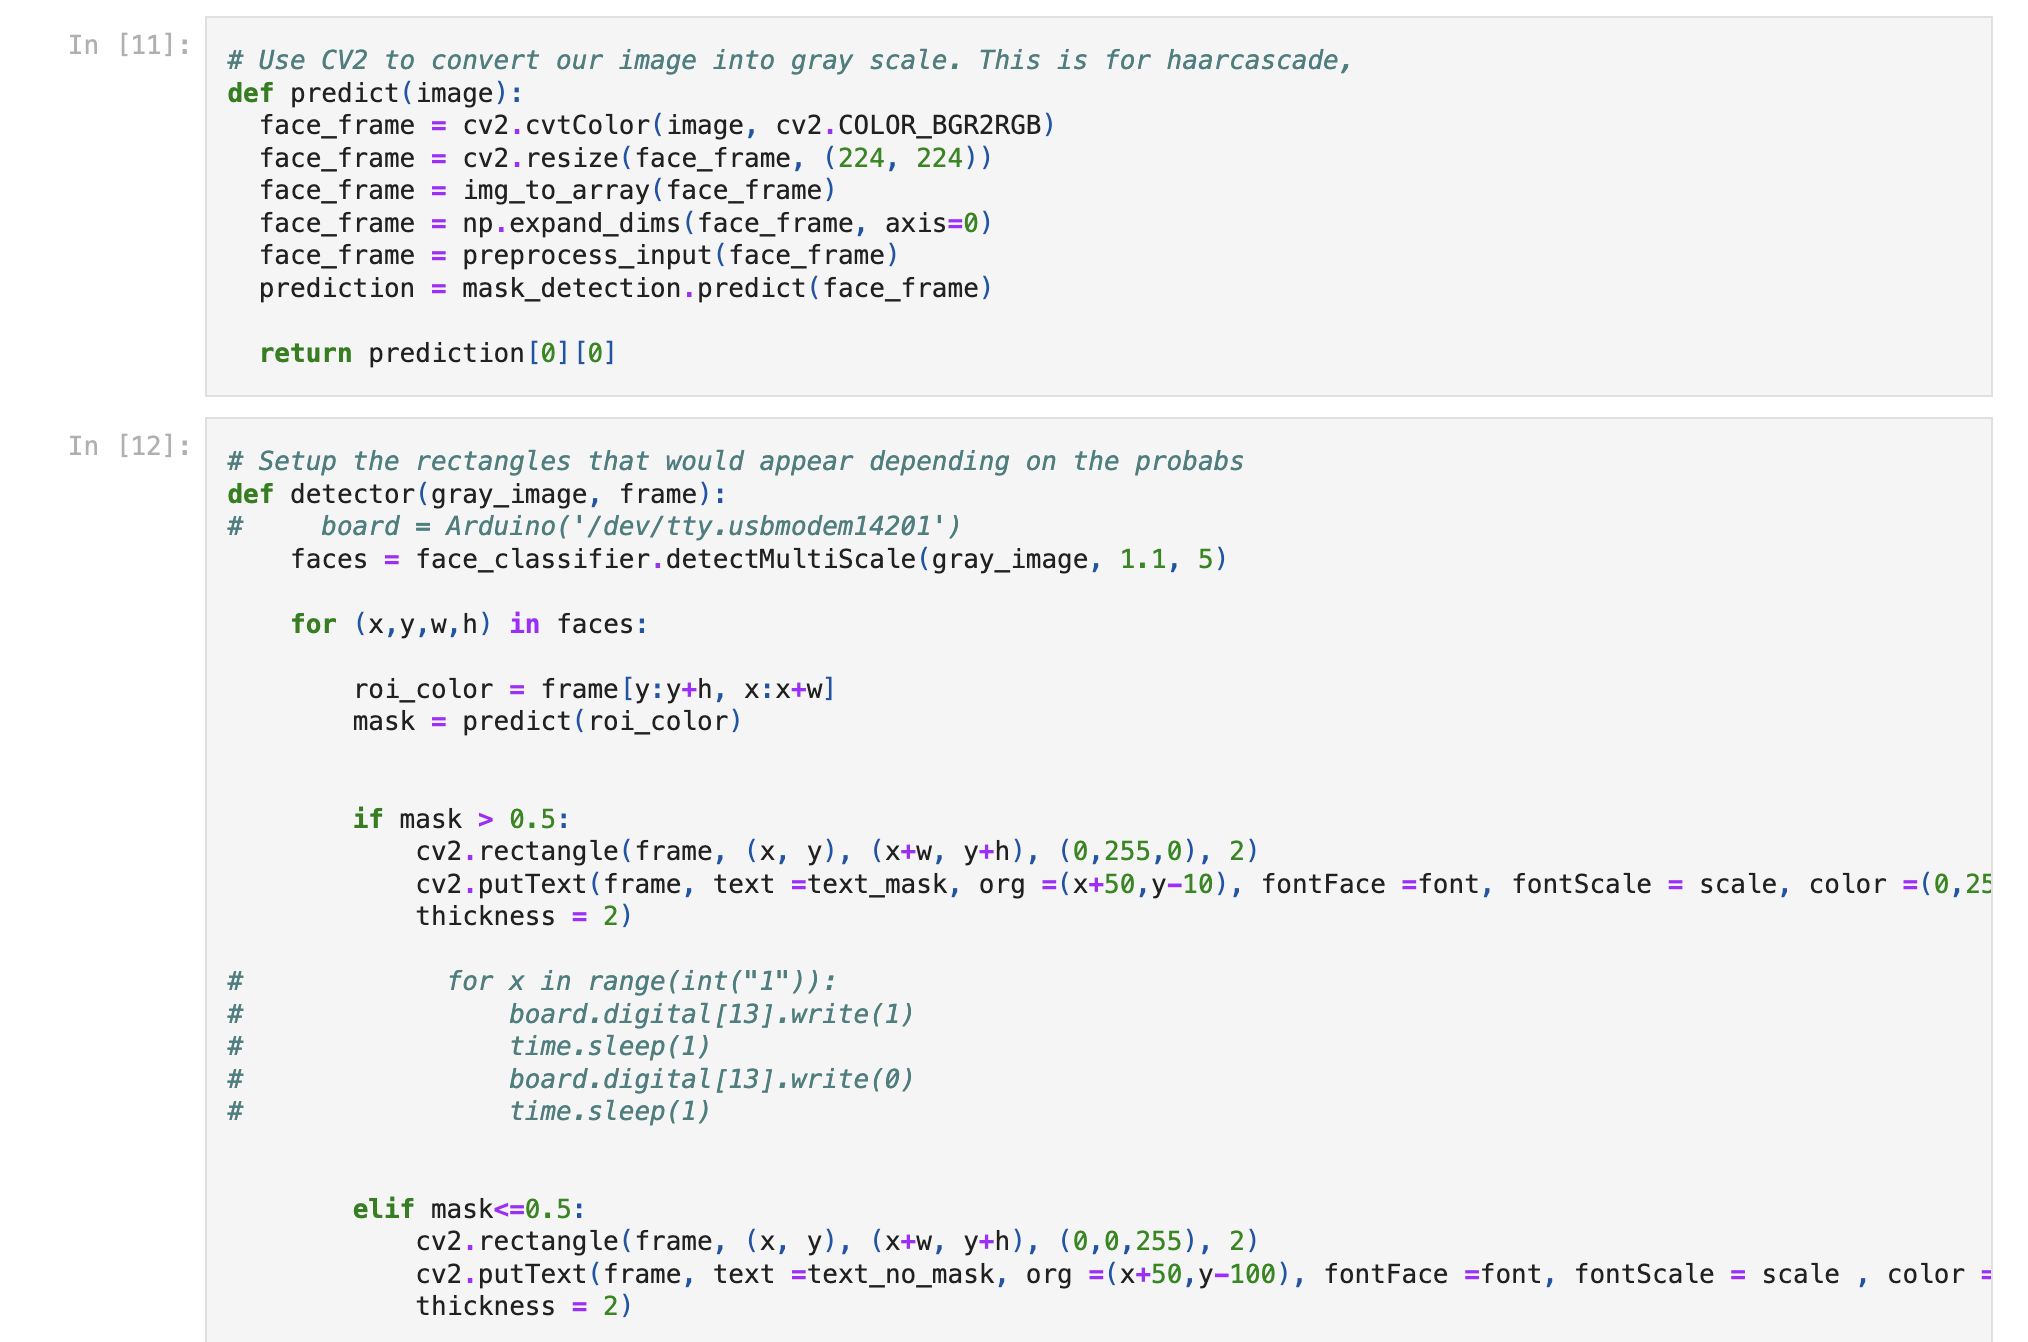 In [11]:
# Use CV2 to convert our image into gray scale. This is for haarcascade,
def predict(image):
  face_frame = cv2.cvtColor(image, cv2.COLOR_BGR2RGB)
  face_frame = cv2.resize(face_frame, (224, 224))
  face_frame = img_to_array(face_frame)
  face_frame = np.expand_dims(face_frame, axis=0)
  face_frame = preprocess_input(face_frame)
  prediction = mask_detection.predict(face_frame)
  return prediction[0][0]
In [12]:
# Setup the rectangles that would appear depending on the probabs
def detector(gray_image, frame):
#     board = Arduino('/dev/tty.usbmodem14201')
    faces = face_classifier.detectMultiScale(gray_image, 1.1, 5)
    for (x,y,w,h) in faces:
        roi_color = frame[y:y+h, x:x+w]
        mask = predict(roi_color)
        if mask > 0.5:
            cv2.rectangle(frame, (x, y), (x+w, y+h), (0,255,0), 2)
            cv2.putText(frame, text =text_mask, org =(x+50,y-10), fontFace =font, fontScale = scale, color =(0,25
            thickness = 2)
#             for x in range(int("1")):
#                 board.digital[13].write(1)
#                 time.sleep(1)
#                 board.digital[13].write(0)
#                 time.sleep(1)
        elif mask<=0.5:
            cv2.rectangle(frame, (x, y), (x+w, y+h), (0,0,255), 2)
            cv2.putText(frame, text =text_no_mask, org =(x+50,y-100), fontFace =font, fontScale = scale , color =
            thickness = 2)